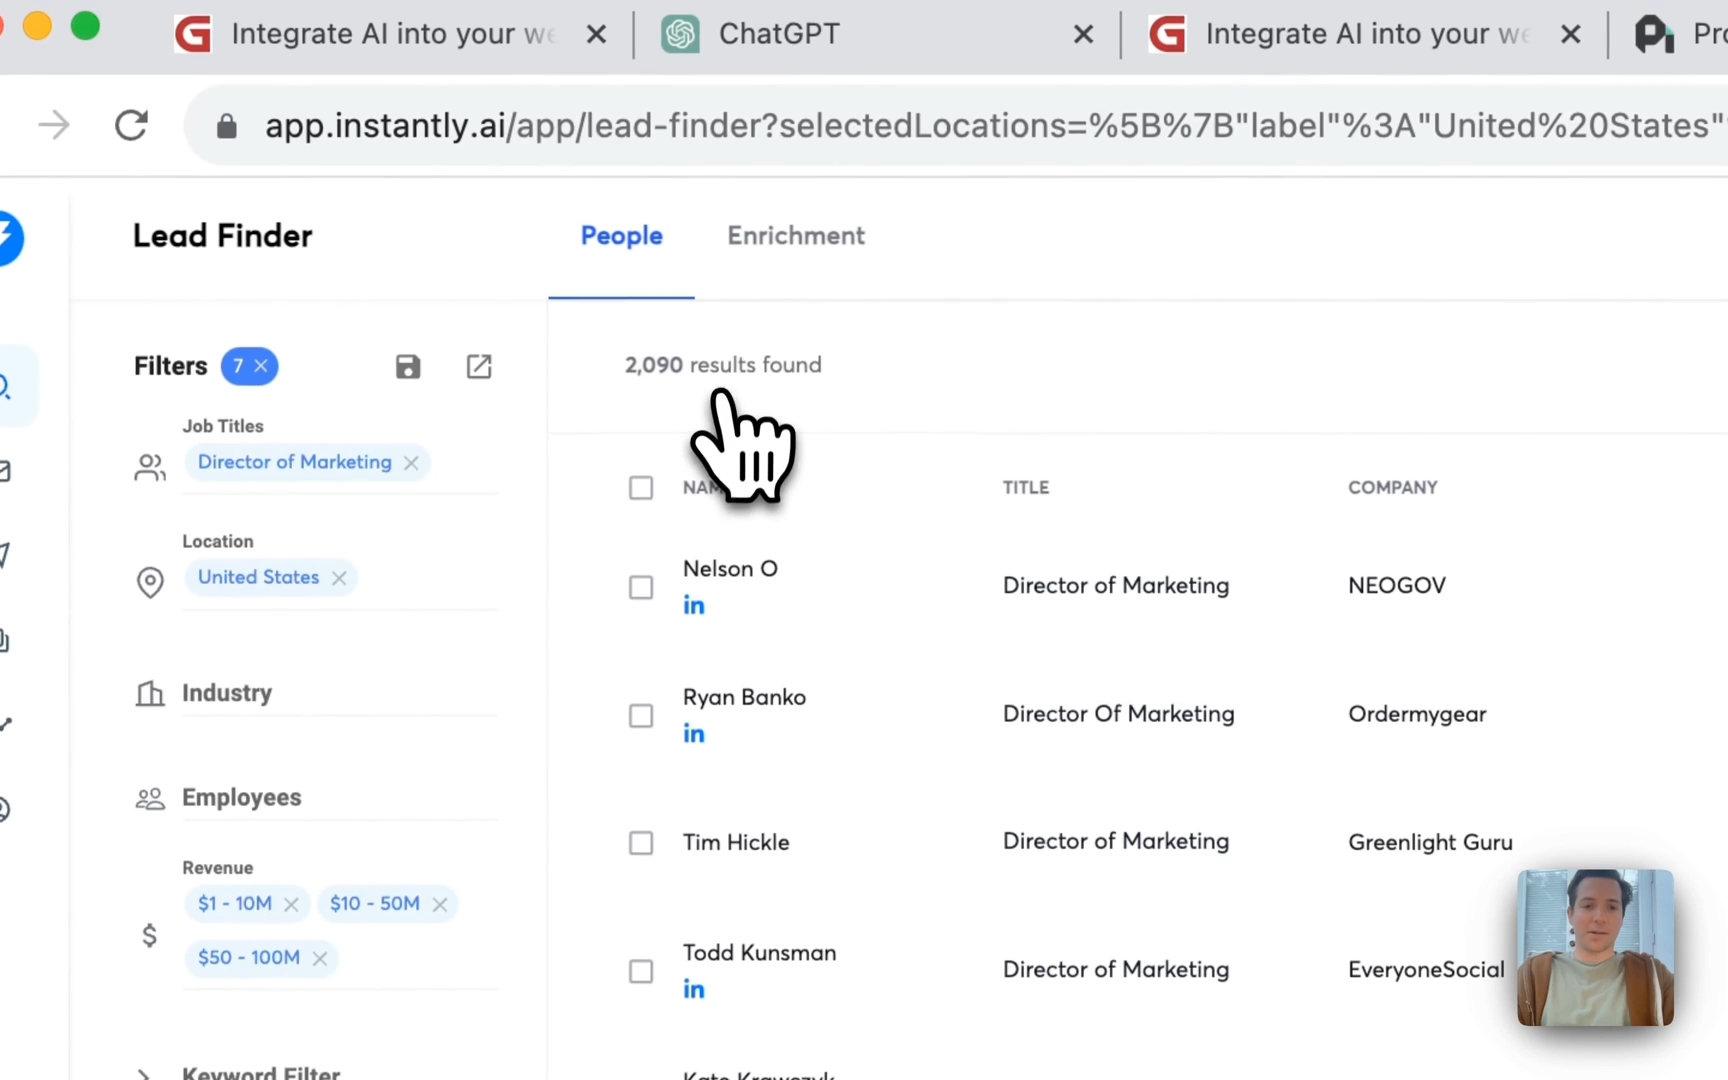 Integrate AI into your we
ChatGPT
Integrate AI into your we
Pro
app.instantly.ai/app/lead-finder?selectedLocations=%5B%7B"label"%3A"United%20States"
Lead Finder
People
Enrichment
Filters
7
2,090 results found
Job Titles
Director of Marketing
NAM
TITLE
COMPANY
Location
United States
Nelson O
in
Director of Marketing
NEOGOV
Industry
Ryan Banko
in
Director Of Marketing
Ordermygear
Employees
Revenue
$1 - 10M
$10 - 50M
$50 - 100M
Tim Hickle
Director of Marketing
Greenlight Guru
Todd Kunsman
in
Director of Marketing
EveryoneSocial
Keyword Filter
Kate Krawczyk